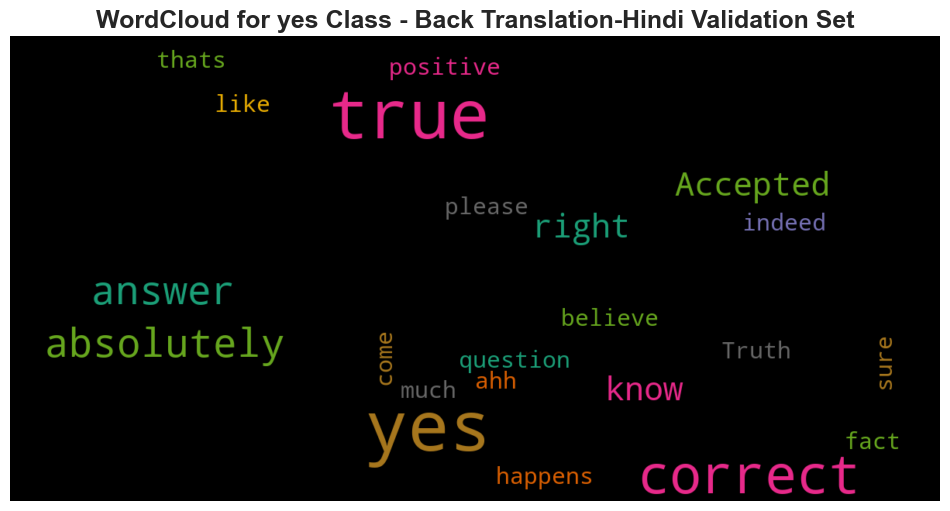 WordCloud for yes Class - Back Translation-Hindi Validation Set
thats
positive
like
true
Accepted
please
right
indeed
answer
believe
absolutely
come
question
Truth
sure
much
ahh
know
yes
fact
happens
correct